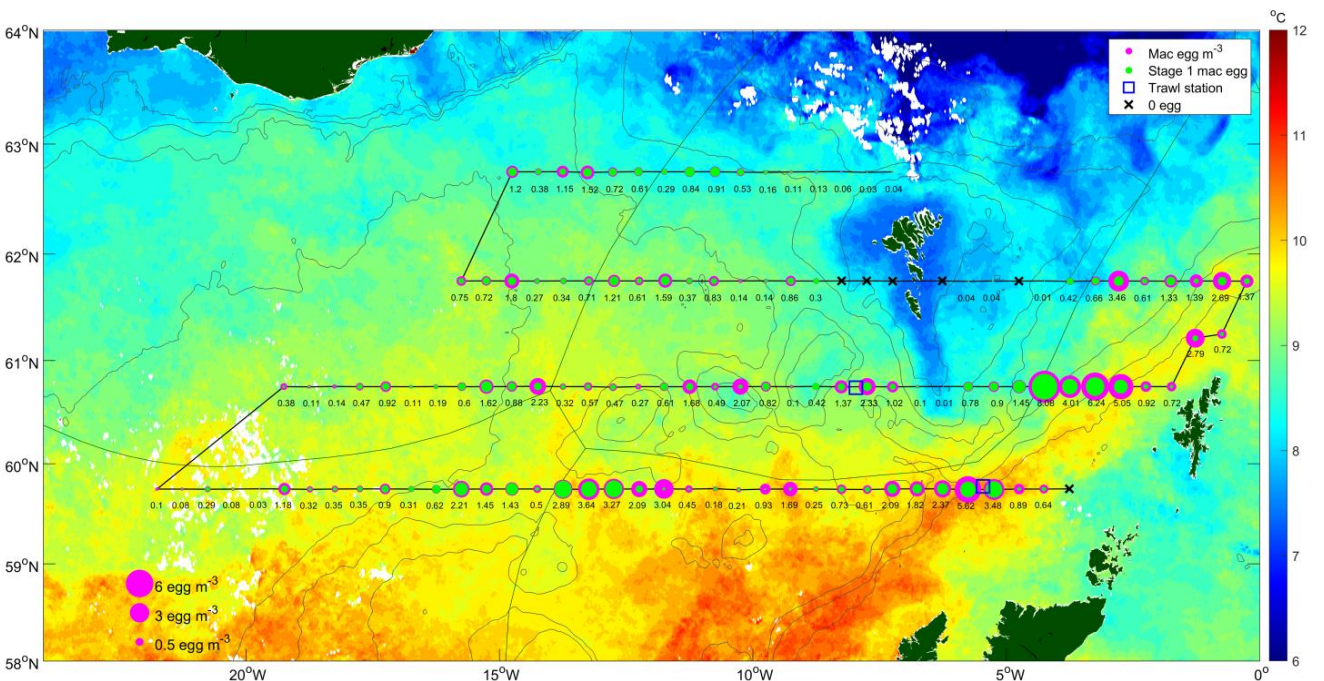 °C
64°N
12
Mac egg m⁻³
Stage 1 mac egg
Trawl station
0 egg
63°N
11
1.2 0.38 1.15 1.52 0.72 0.61 0.29 0.84 0.91 0.53 0.16 0.11 0.13 0.06 0.03 0.04
62°N
10
0.75 0.72 1.8 0.27 0.34 0.71 1.21 0.61 1.59 0.37 0.83 0.14 0.14 0.86 0.3 0.04 0.04 0.01 0.42 0.66 3.46 0.61 1.33 1.39 2.69 1.37
61°N
9
2.79 0.72
0.38 0.11 0.14 0.47 0.92 0.11 0.19 0.6 1.62 0.88 2.23 0.32 0.57 0.47 0.27 0.61 1.68 0.49 2.07 0.82 0.1 0.42 1.37 2.33 1.02 0.1 0.01 0.78 0.9 1.45 8.08 4.01 6.24 5.05 0.92 0.72
60°N
8
0.1 0.08 0.29 0.08 0.03 1.18 0.32 0.35 0.35 0.9 0.31 0.62 2.21 1.45 1.43 0.5 2.89 3.64 3.27 2.09 3.04 0.45 0.18 0.21 0.93 1.69 0.25 0.73 0.61 2.09 1.82 2.37 5.62 3.48 0.89 0.64
59°N
7
6 egg m⁻³
3 egg m⁻³
0.5 egg m⁻³
58°N
6
20°W 15°W 10°W 5°W 0°